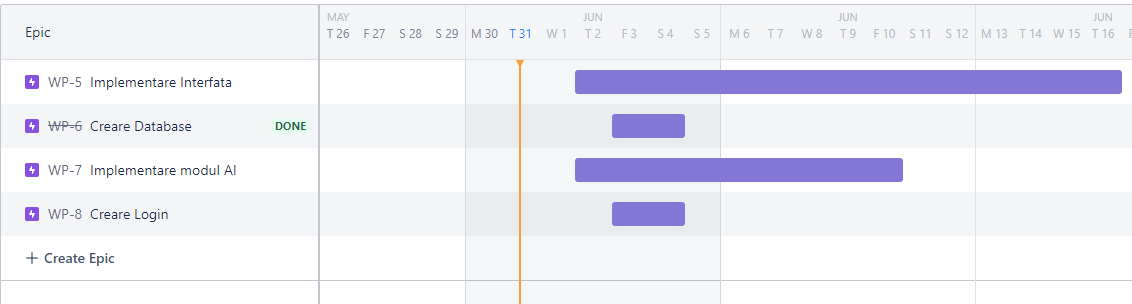 MAY JUN JUN JUN
Epic T 26 F 27 S 28 S 29 M 30 T 31 W 1 T 2 F 3 S 4 S 5 M 6 T 7 W 8 T 9 F 10 S 11 S 12 M 13 T 14 W 15 T 16
WP-5 Implementare Interfata
WP-6 Creare Database DONE
WP-7 Implementare modul AI
WP-8 Creare Login
+ Create Epic